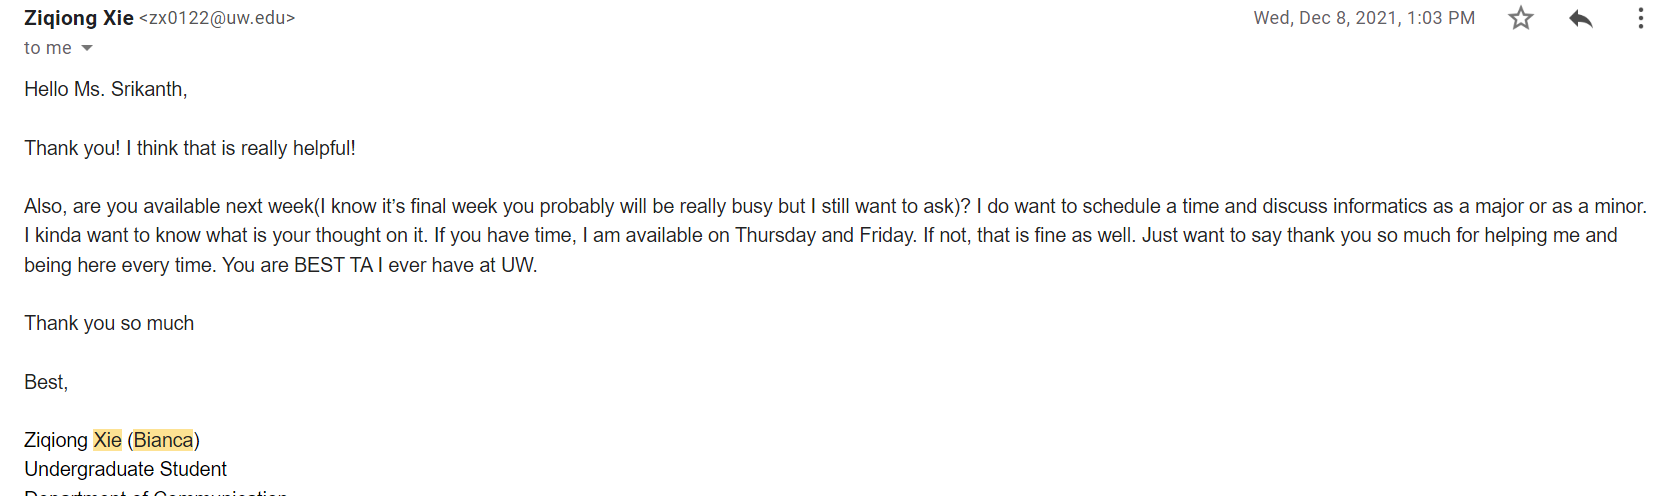 Ziqiong Xie <zx0122@uw.edu> Wed, Dec 8, 2021, 1:03 PM
to me
Hello Ms. Srikanth,
Thank you! I think that is really helpful!
Also, are you available next week(I know it's final week you probably will be really busy but I still want to ask)? I do want to schedule a time and discuss informatics as a major or as a minor.
I kinda want to know what is your thought on it. If you have time, I am available on Thursday and Friday. If not, that is fine as well. Just want to say thank you so much for helping me and
being here every time. You are BEST TA I ever have at UW.
Thank you so much
Best,
Ziqiong Xie (Bianca)
Undergraduate Student
Department of Communication